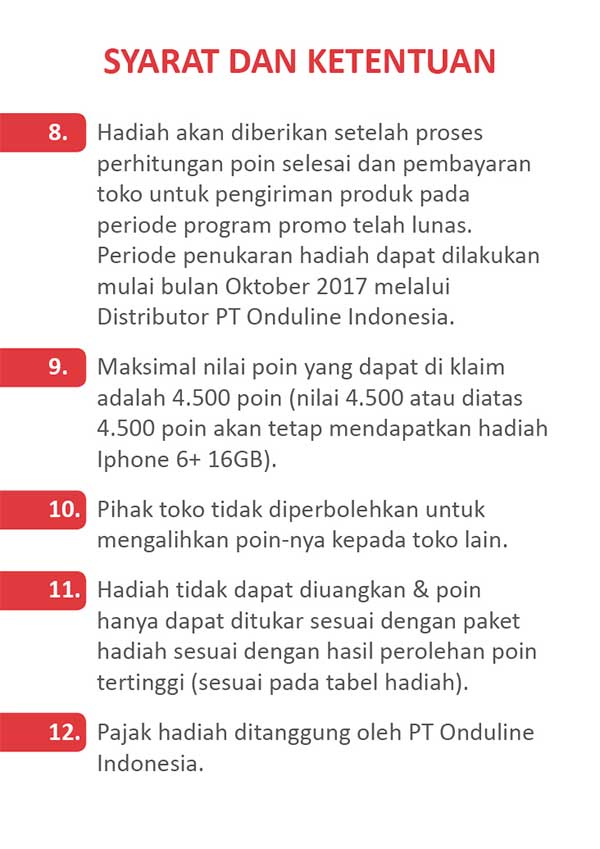 SYARAT DAN KETENTUAN
8. Hadiah akan diberikan setelah proses
perhitungan poin selesai dan pembayaran
toko untuk pengiriman produk pada
periode program promo telah lunas.
Periode penukaran hadiah dapat dilakukan
mulai bulan Oktober 2017 melalui
Distributor PT Onduline Indonesia.
9. Maksimal nilai poin yang dapat di klaim
adalah 4.500 poin (nilai 4.500 atau diatas
4.500 poin akan tetap mendapatkan hadiah
Iphone 6+ 16GB).
10. Pihak toko tidak diperbolehkan untuk
mengalihkan poin-nya kepada toko lain.
11. Hadiah tidak dapat diuangkan & poin
hanya dapat ditukar sesuai dengan paket
hadiah sesuai dengan hasil perolehan poin
tertinggi (sesuai pada tabel hadiah).
12. Pajak hadiah ditanggung oleh PT Onduline
Indonesia.